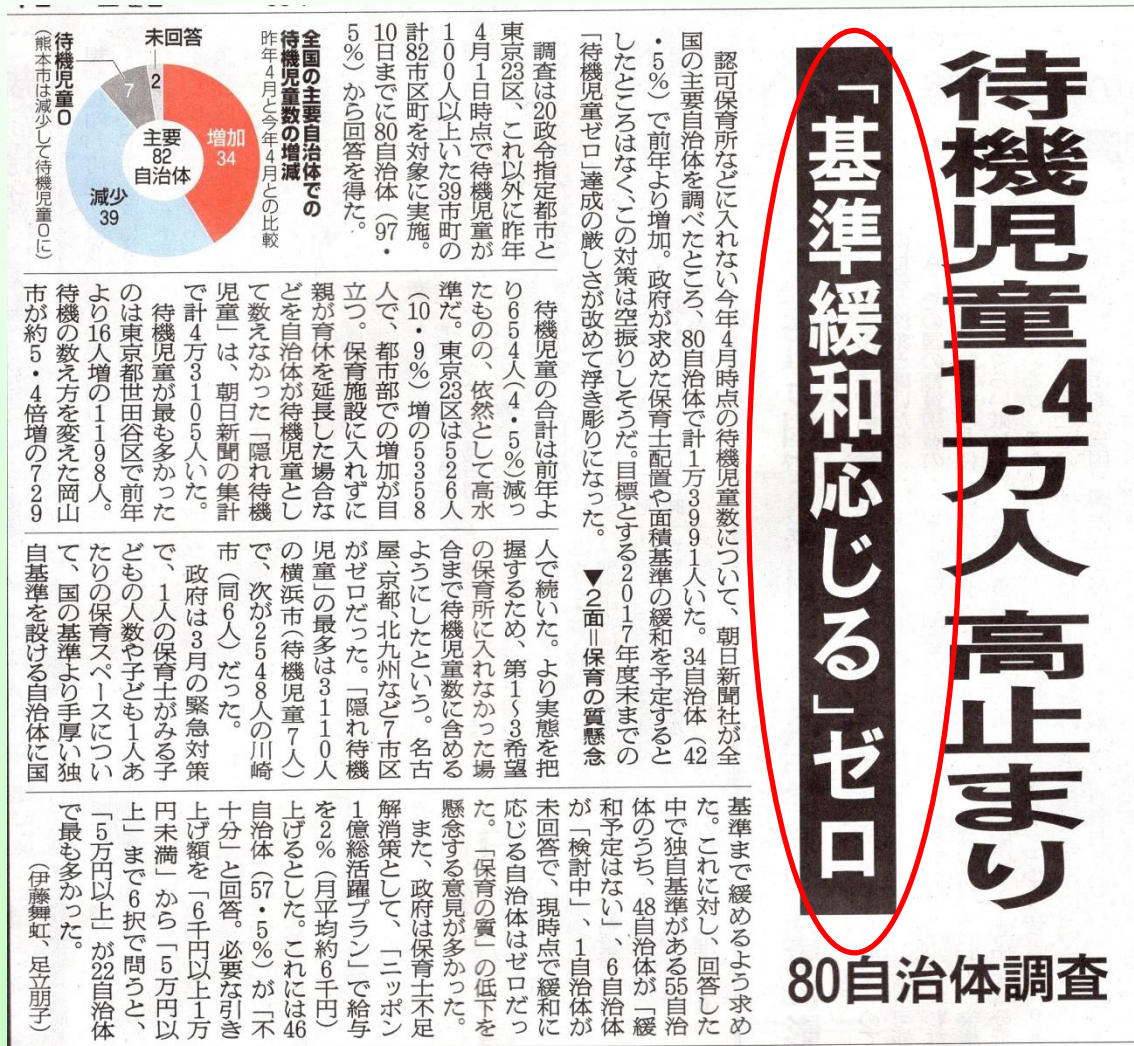 待機児童1.4万人 高止まり
「基準緩和応じる」ゼロ
80自治体調査
認可保育所などに入れない今年4月時点の待機児童数について、朝日新聞社が全
国の主要自治体を調べたところ、80自治体で計1万3991人いた。34自治体（42
・5％）で前年より増加。政府が求めた保育士配置や面積基準の緩和を予定すると
したところはなく、この対策は空振りしそうだ。目標とする2017年度末までの
「待機児童ゼロ」達成の厳しさが改めて浮き彫りになった。　▼2面＝保育の質懸念
調査は20政令指定都市と
東京23区、これ以外に昨年
4月1日時点で待機児童が
100人以上いた39市町の
計82市区町を対象に実施。
10日までに80自治体（97・
5％）から回答を得た。
全国の主要自治体での
待機児童数の増減
昨年4月と今年4月との比較
未回答
2
7
増加
34
主要
82
自治体
減少
39
待機児童0
（熊本市は減少して待機児童0に）
待機児童の合計は前年よ
り654人（4・5％）減っ
たものの、依然として高水
準だ。東京23区は526人
（10・9％）増の5358
人で、都市部での増加が目
立つ。保育施設に入れずに
親が育休を延長した場合な
どを自治体が待機児童とし
て数えなかった「隠れ待機
児童」は、朝日新聞の集計
で計4万3105人いた。
待機児童が最も多かった
のは東京都世田谷区で前年
より16人増の1198人。
待機の数え方を変えた岡山
市が約5・4倍増の729
人で続いた。より実態を把
握するため、第1〜3希望
の保育所に入れなかった場
合まで待機児童数に含める
ようにしたという。名古
屋、京都、北九州など7市区
がゼロだった。「隠れ待機
児童」の最多は3110人
の横浜市（待機児童7人）
で、次が2548人の川崎
市（同6人）だった。
政府は3月の緊急対策
で、1人の保育士がみる子
どもの人数や子ども1人あ
たりの保育スペースについ
て、国の基準より手厚い独
自基準を設ける自治体に国
基準まで緩めるよう求め
た。これに対し、回答した
中で独自基準がある55自治
体のうち、48自治体が「緩
和予定はない」、6自治体
が「検討中」、1自治体が
未回答で、現時点で緩和に
応じる自治体はゼロだっ
た。「保育の質」の低下を
懸念する意見が多かった。
また、政府は保育士不足
解消策として、「ニッポン
1億総活躍プラン」で給与
を2％（月平均約6千円）
上げるとした。これには46
自治体（57・5％）が「不
十分」と回答。必要な引き
上げ額を「6千円以上1万
円未満」から「5万円以
上」まで6択で問うと、
「5万円以上」が22自治体
で最も多かった。
（伊藤舞虹、足立朋子）